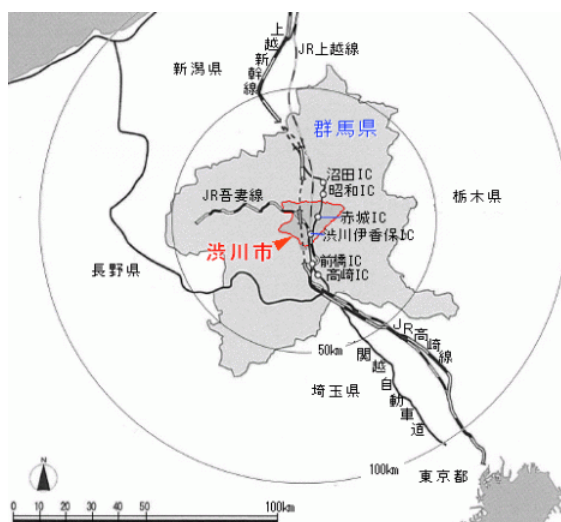 上越新幹線
JR上越線
新潟県
群馬県
沼田IC
昭和IC
JR吾妻線
栃木県
赤城IC
渋川伊香保IC
渋川市
長野県
前橋IC
高崎IC
JR高崎線
50km
関越自動車道
埼玉県
100km
東京都
N
0 10 20 30 40 50 100km